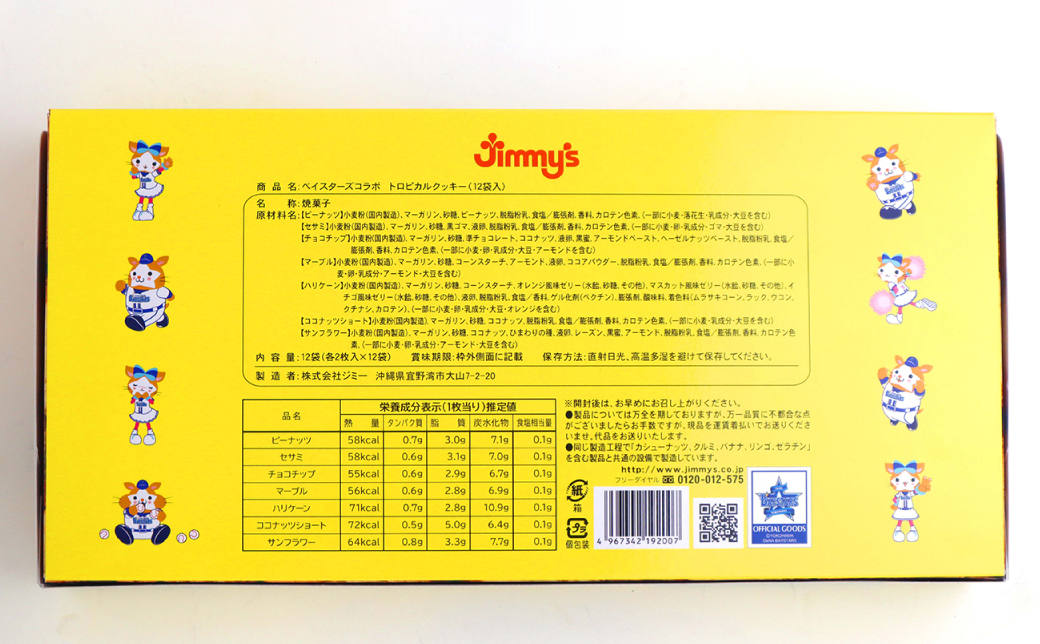 Jimmy's
商品名:ベイスターズコラボ トロピカルクッキー(12袋入)
名 称:焼菓子
原材料名:【ピーナッツ】小麦粉(国内製造)、マーガリン、砂糖、ピーナッツ、脱脂粉乳、食塩/膨張剤、香料、カロテン色素、(一部に小麦・落花生・乳成分・大豆を含む)
【セサミ】小麦粉(国内製造)、マーガリン、砂糖、黒ゴマ、液卵、脱脂粉乳、食塩/膨張剤、香料、カロテン色素、(一部に小麦・卵・乳成分・ゴマ・大豆を含む)
【チョコチップ】小麦粉(国内製造)、マーガリン、砂糖、準チョコレート、ココナッツ、液卵、黒蜜、アーモンドペースト、ヘーゼルナッツペースト、脱脂粉乳、食塩/
膨張剤、香料、カロテン色素、(一部に小麦・卵・乳成分・大豆・アーモンドを含む)
【マーブル】小麦粉(国内製造)、マーガリン、砂糖、コーンスターチ、アーモンド、液卵、ココアパウダー、脱脂粉乳、食塩/膨張剤、香料、カロテン色素、(一部に小
麦・卵・乳成分・アーモンド・大豆を含む)
【ハリケーン】小麦粉(国内製造)、マーガリン、砂糖、コーンスターチ、オレンジ風味ゼリー(水飴、砂糖、その他)、マスカット風味ゼリー(水飴、砂糖、その他)、イ
チゴ風味ゼリー(水飴、砂糖、その他)、液卵、脱脂粉乳、食塩/香料、ゲル化剤(ペクチン)、膨張剤、酸味料、着色料(ムラサキコーン、ラック、ウコン、
クチナシ、カロテン)、(一部に小麦・卵・乳成分・大豆・オレンジを含む)
【ココナッツショート】小麦粉(国内製造)、マーガリン、砂糖、ココナッツ、脱脂粉乳、食塩/膨張剤、香料、カロテン色素、(一部に小麦・乳成分・大豆を含む)
【サンフラワー】小麦粉(国内製造)、マーガリン、砂糖、ココナッツ、ひまわりの種、液卵、レーズン、黒蜜、アーモンド、脱脂粉乳、食塩/膨張剤、香料、カロテン色
素、(一部に小麦・卵・乳成分・アーモンド・大豆を含む)
内容量:12袋(各2枚入×12袋) 賞味期限:枠外側面に記載 保存方法:直射日光、高温多湿を避けて保存してください。
製造者:株式会社ジミー 沖縄県宜野湾市大山7-2-20
品名 栄養成分表示(1枚当り)推定値
熱量 タンパク質 脂質 炭水化物 食塩相当量
ピーナッツ 58kcal 0.7g 3.0g 7.1g 0.1g
セサミ 58kcal 0.6g 3.1g 7.0g 0.1g
チョコチップ 55kcal 0.6g 2.9g 6.7g 0.1g
マーブル 56kcal 0.6g 2.8g 6.9g 0.1g
ハリケーン 71kcal 0.7g 2.8g 10.9g 0.1g
ココナッツショート 72kcal 0.5g 5.0g 6.4g 0.1g
サンフラワー 64kcal 0.8g 3.3g 7.7g 0.1g
※開封後は、お早めにお召し上がりください。
●製品については万全を期しておりますが、万一品質に不都合な点
がございましたらお手数ですが、現品を運賃着払いでお送りくださ
いませ。代品をお送りいたします。
●同じ製造工程で「カシューナッツ、クルミ、バナナ、リンゴ、ゼラチン」
を含む製品と共通の設備で製造しています。
http://www.jimmys.co.jp
フリーダイヤル 0120-012-575
紙
箱
プラ
個包装
4 967342 192007
OFFICIAL GOODS
©YOKOHAMA
DeNA BAYSTARS